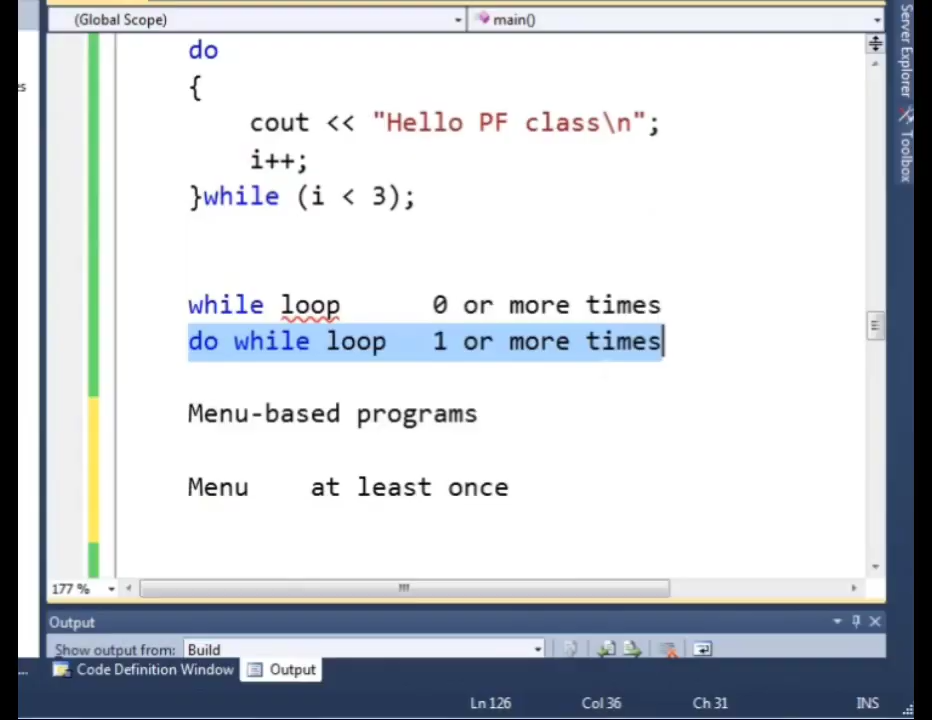 (Global Scope) main()
Server Explorer
Toolbox
es
do
{
cout << "Hello PF class\n";
i++;
}while (i < 3);
while loop 0 or more times
do while loop 1 or more times
Menu-based programs
Menu at least once
177 %
Output
Show output from: Build
... Code Definition Window Output
Ln 126 Col 36 Ch 31 INS